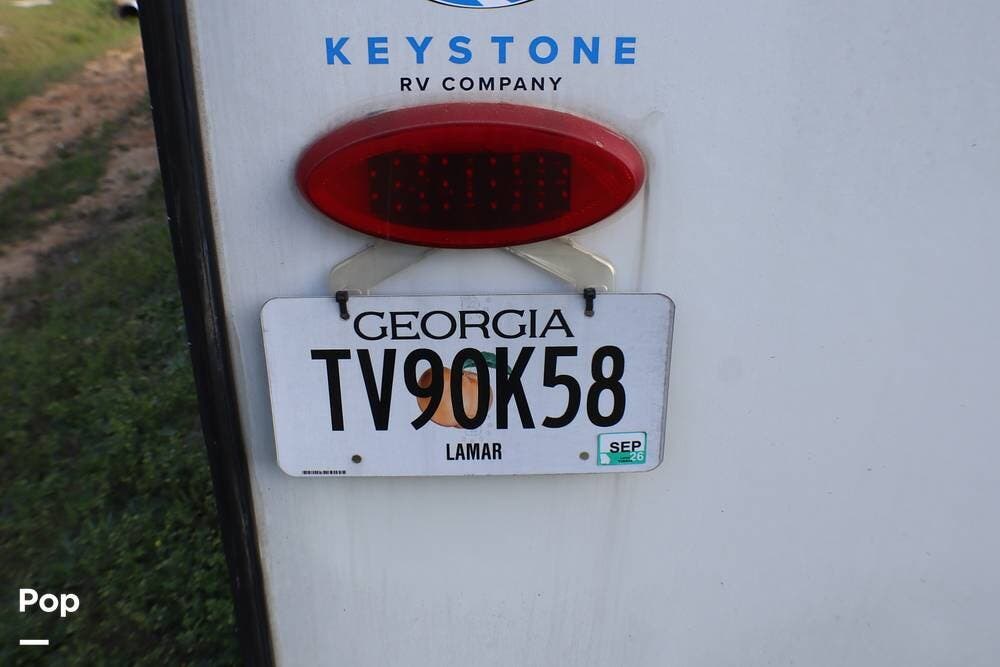 KEYSTONE
RV COMPANY
GEORGIA
TV90K58
LAMAR
SEP
26
Pop